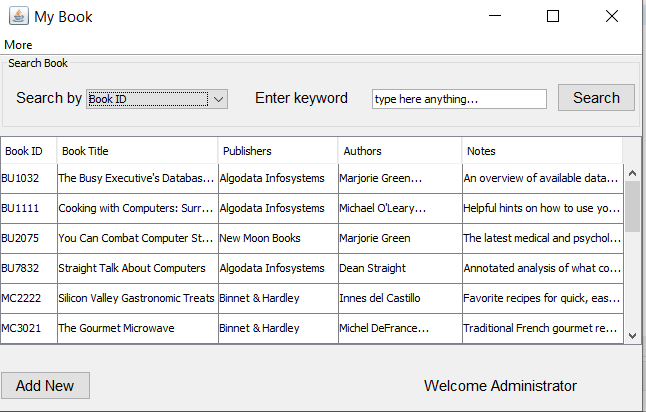 My Book
More
Search Book
Search by Book ID Enter keyword type here anything... Search
Book ID Book Title Publishers Authors Notes
BU1032 The Busy Executive's Databas... Algodata Infosystems Marjorie Green... An overview of available data...
BU1111 Cooking with Computers: Surr... Algodata Infosystems Michael O'Leary... Helpful hints on how to use yo...
BU2075 You Can Combat Computer St... New Moon Books Marjorie Green The latest medical and psychol...
BU7832 Straight Talk About Computers Algodata Infosystems Dean Straight Annotated analysis of what co...
MC2222 Silicon Valley Gastronomic Treats Binnet & Hardley Innes del Castillo Favorite recipes for quick, eas...
MC3021 The Gourmet Microwave Binnet & Hardley Michel DeFrance... Traditional French gourmet re...
Add New Welcome Administrator